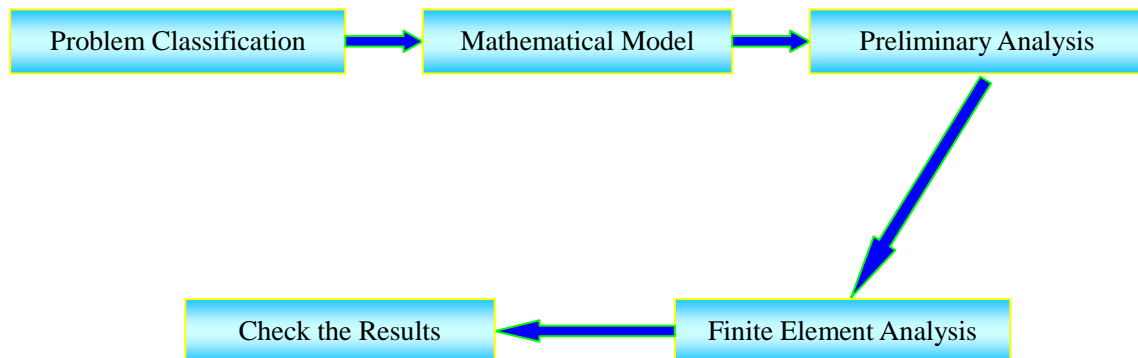 Problem Classification
Mathematical Model
Preliminary Analysis
Finite Element Analysis
Check the Results